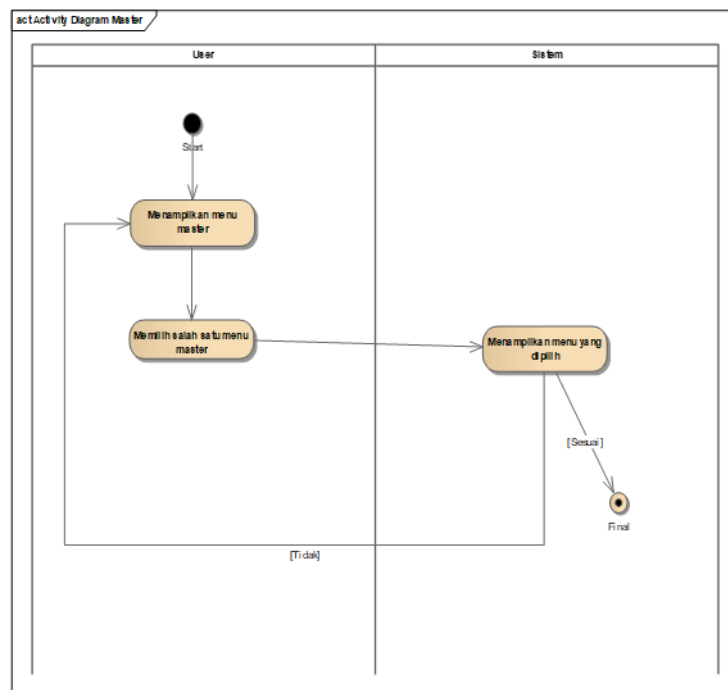 act Activity Diagram Master
User
Sistem
Start
Menampilkan menu
master
Memilih salah satu menu
master
Menampilkan menu yang
dipilih
[Sesuai]
Final
[Tidak]